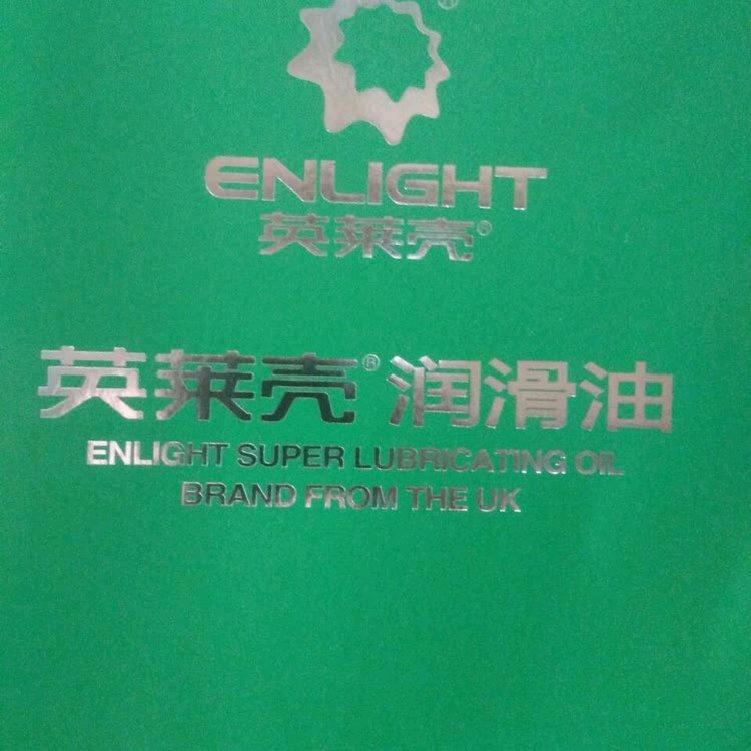 ®
ENLIGHT
英莱壳®
英莱壳®润滑油
ENLIGHT SUPER LUBRICATING OIL
BRAND FROM THE UK